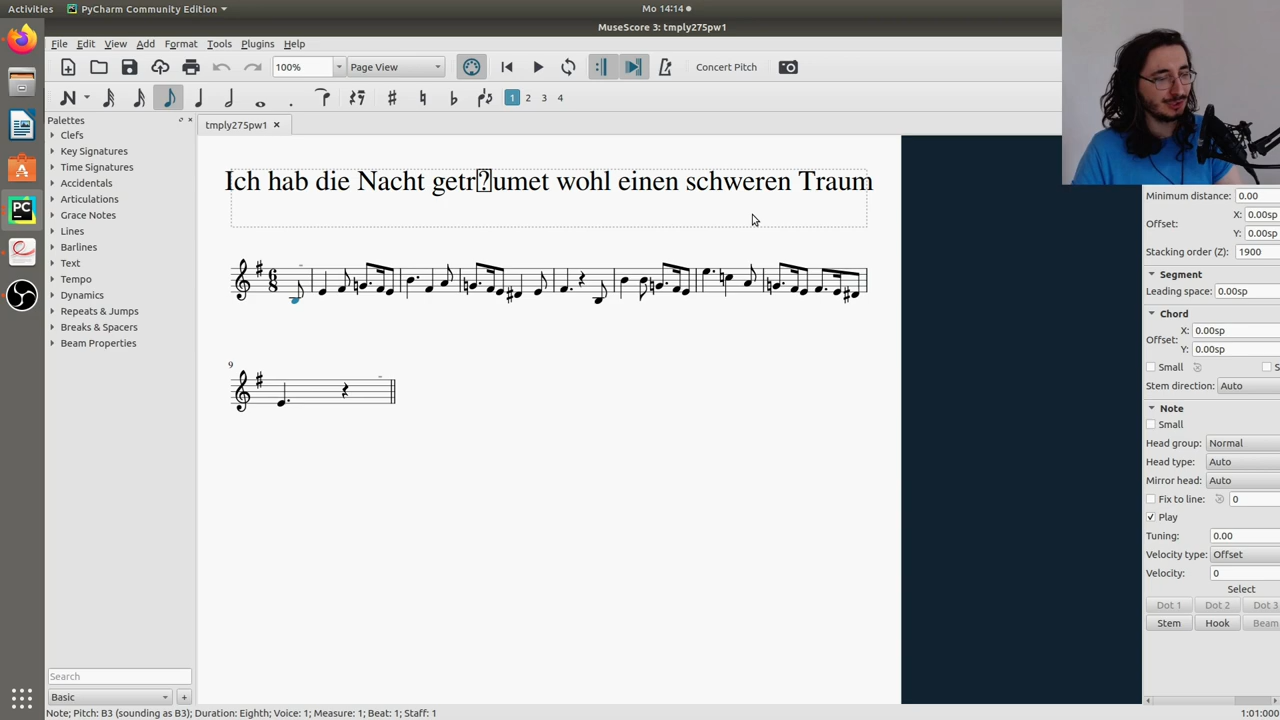 Activities PyCharm Community Edition Mo 14:14
MuseScore 3: tmply275pw1
File Edit View Add Format Tools Plugins Help
100% Page View Concert Pitch
1 2 3 4
Palettes
tmply275pw1
Clefs
Key Signatures
Time Signatures
Accidentals
Articulations
Grace Notes
Lines
Barlines
Text
Tempo
Dynamics
Repeats & Jumps
Breaks & Spacers
Beam Properties
Search
Basic
Ich hab die Nacht getr?umet wohl einen schweren Traum
6
8
9
Minimum distance: 0.00
Offset: X: 0.00sp
Y: 0.00sp
Stacking order (Z): 1900
Segment
Leading space: 0.00sp
Chord
Offset: X: 0.00sp
Y: 0.00sp
Small S
Stem direction: Auto
Note
Small
Head group: Normal
Head type: Auto
Mirror head: Auto
Fix to line: 0
Play
Tuning: 0.00
Velocity type: Offset
Velocity: 0
Select
Dot 1 Dot 2 Dot 3
Stem Hook Beam
Note; Pitch: B3 (sounding as B3); Duration: Eighth; Voice: 1; Measure: 1; Beat: 1; Staff: 1
1:01:000